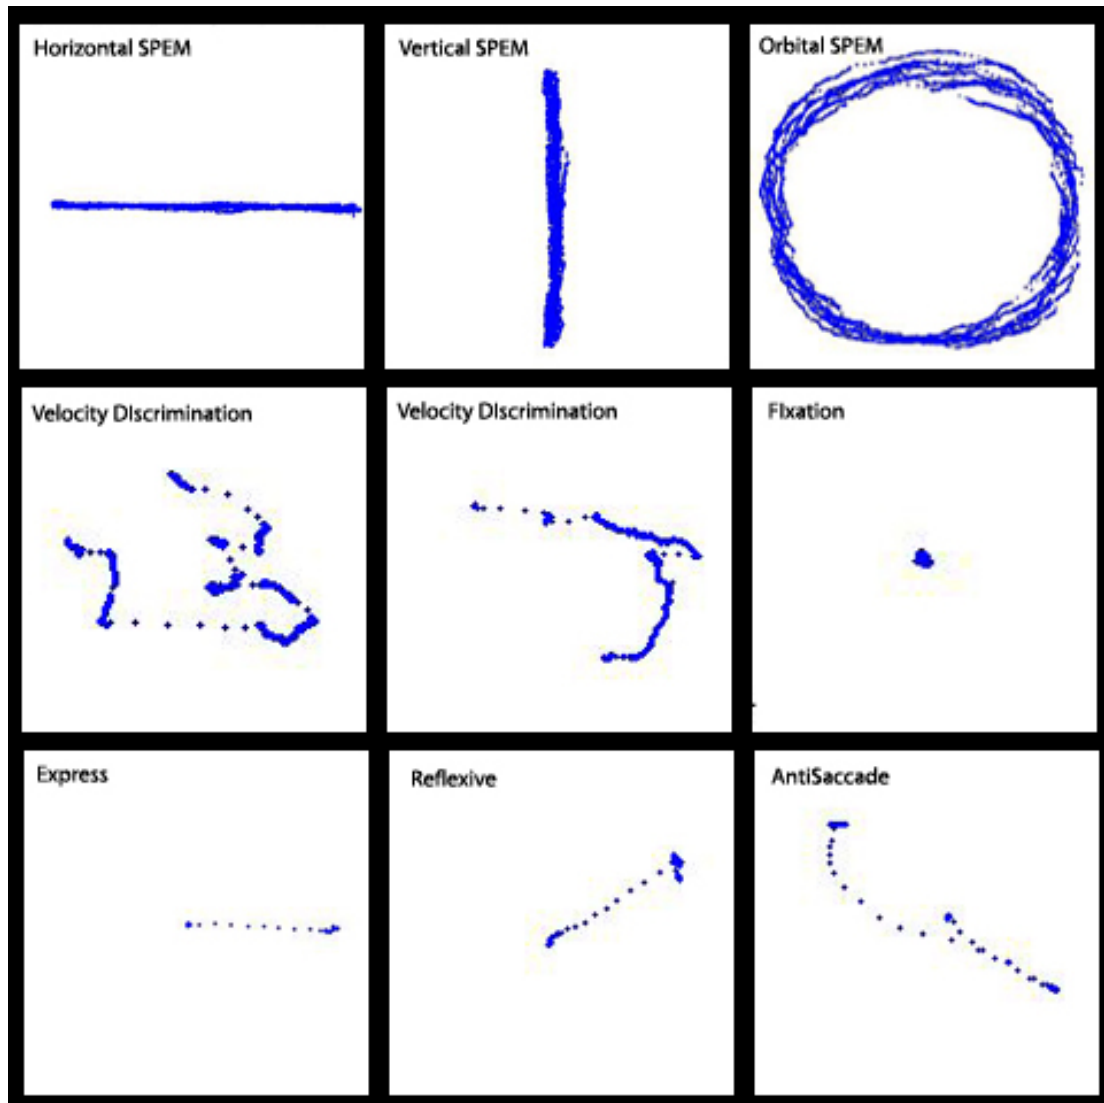 Horizontal SPEM
Vertical SPEM
Orbital SPEM
Velocity DIscrimination
Velocity DIscrimination
FIxation
Express
Reflexive
AntiSaccade